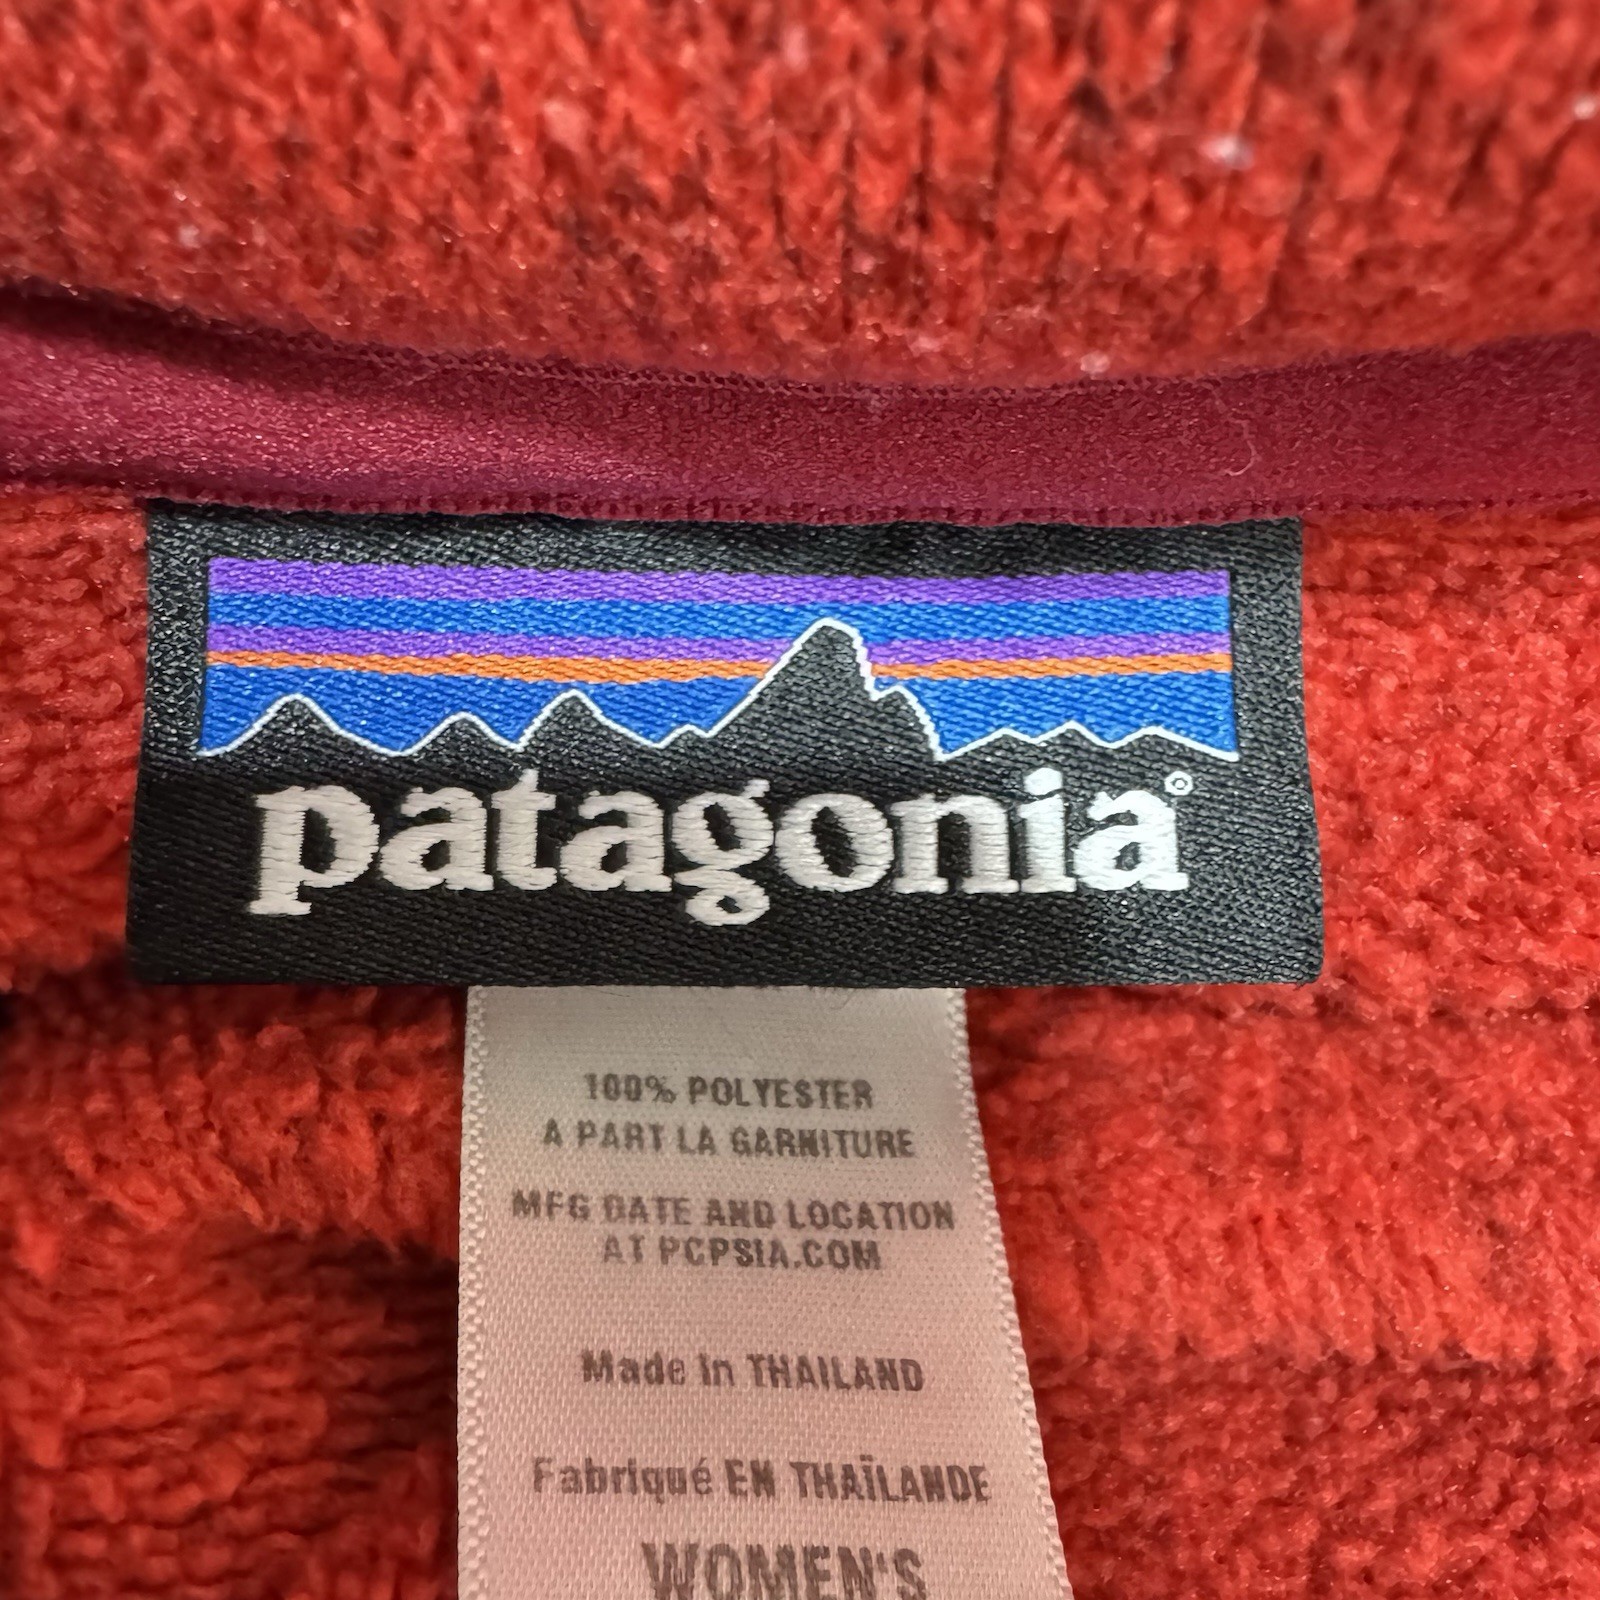 patagonia®
100% POLYESTER
A PART LA GARNITURE
MFG DATE AND LOCATION
AT PCPSIA.COM
Made in THAILAND
Fabriqué EN THAÏLANDE
WOMEN'S